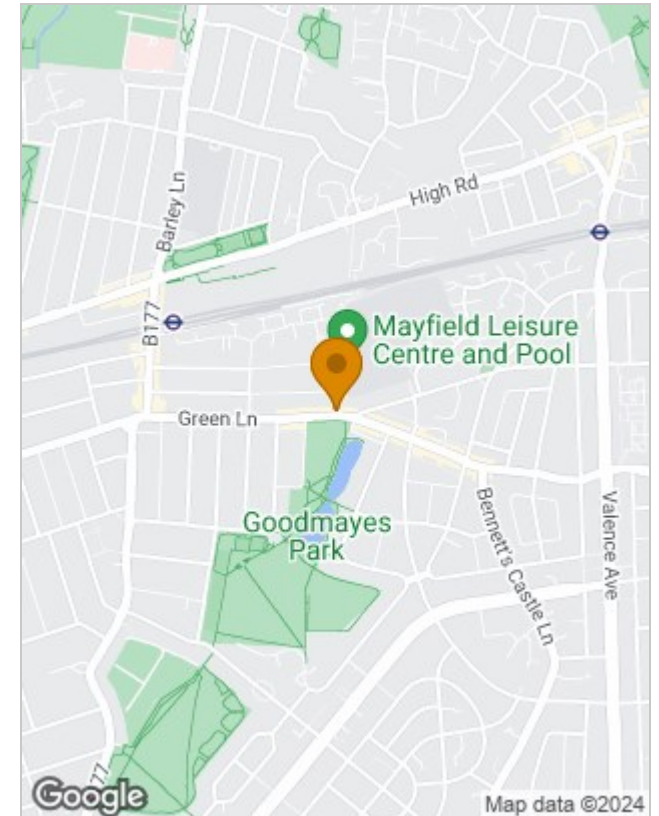 High Rd
Barley Ln
B177
Mayfield Leisure
Centre and Pool
Green Ln
Goodmayes
Park
Bennett's Castle Ln
Valence Ave
77
Google
Map data ©2024